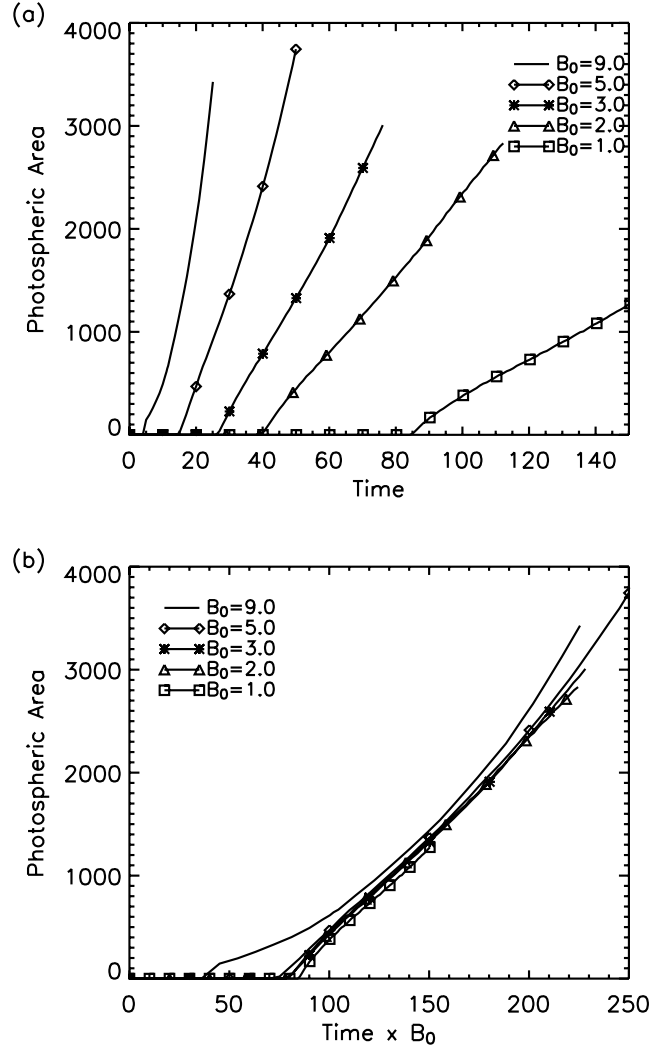 (a)
4000
3000
2000
1000
0
Photospheric Area
B₀=9.0
B₀=5.0
B₀=3.0
B₀=2.0
B₀=1.0
0 20 40 60 80 100 120 140
Time
(b)
4000
3000
2000
1000
0
Photospheric Area
B₀=9.0
B₀=5.0
B₀=3.0
B₀=2.0
B₀=1.0
0 50 100 150 200 250
Time x B₀